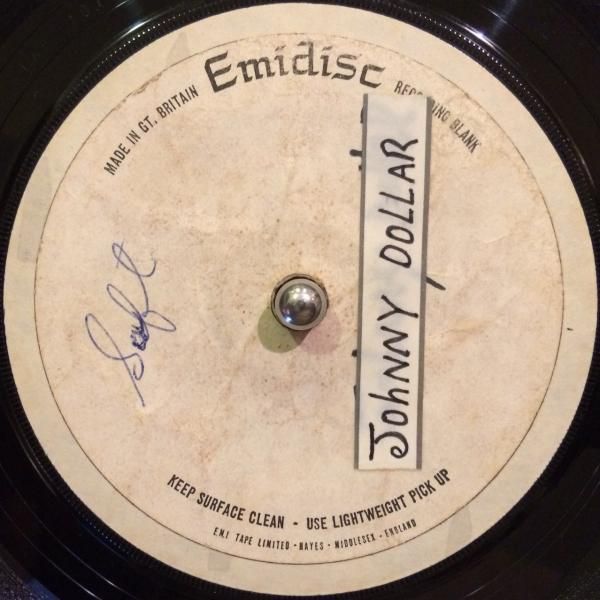 Emidisc
MADE IN GT. BRITAIN
RECORDING BLANK
JOHNNY DOLLAR
KEEP SURFACE CLEAN - USE LIGHTWEIGHT PICK UP
E.M.I TAPE LIMITED · HAYES · MIDDLESEX · ENGLAND